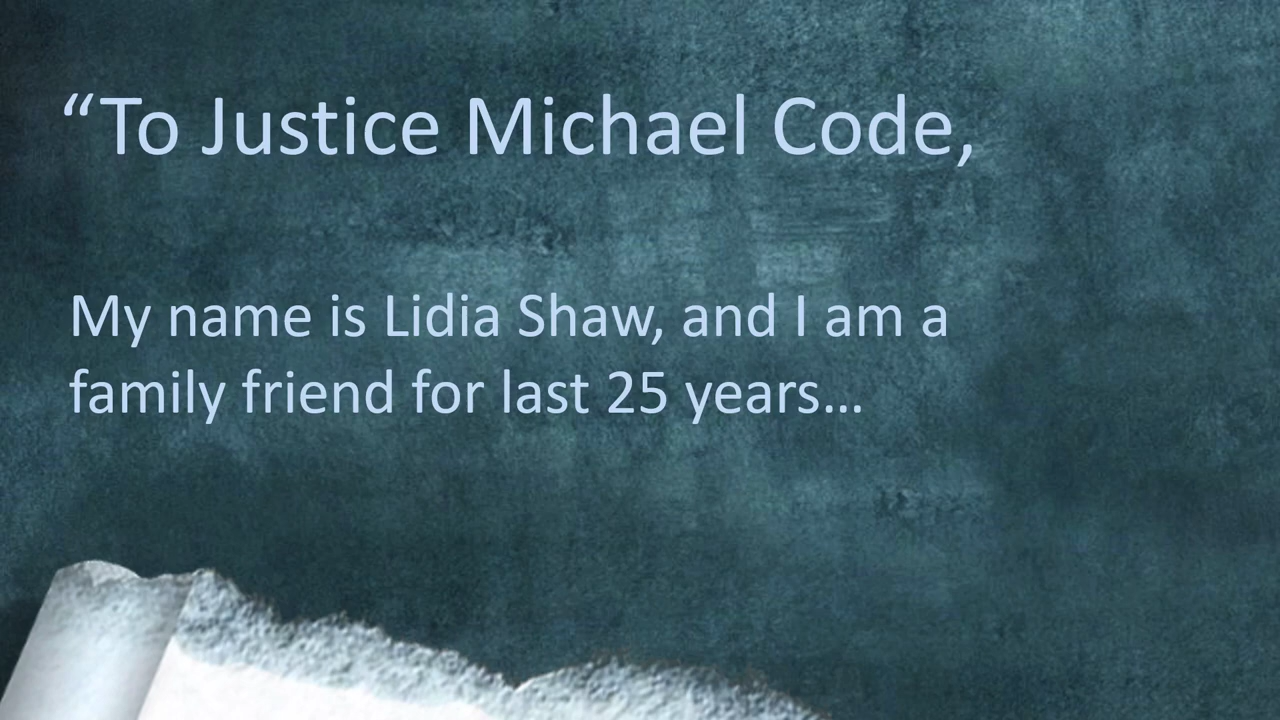 “To Justice Michael Code,
My name is Lidia Shaw, and I am a
family friend for last 25 years…